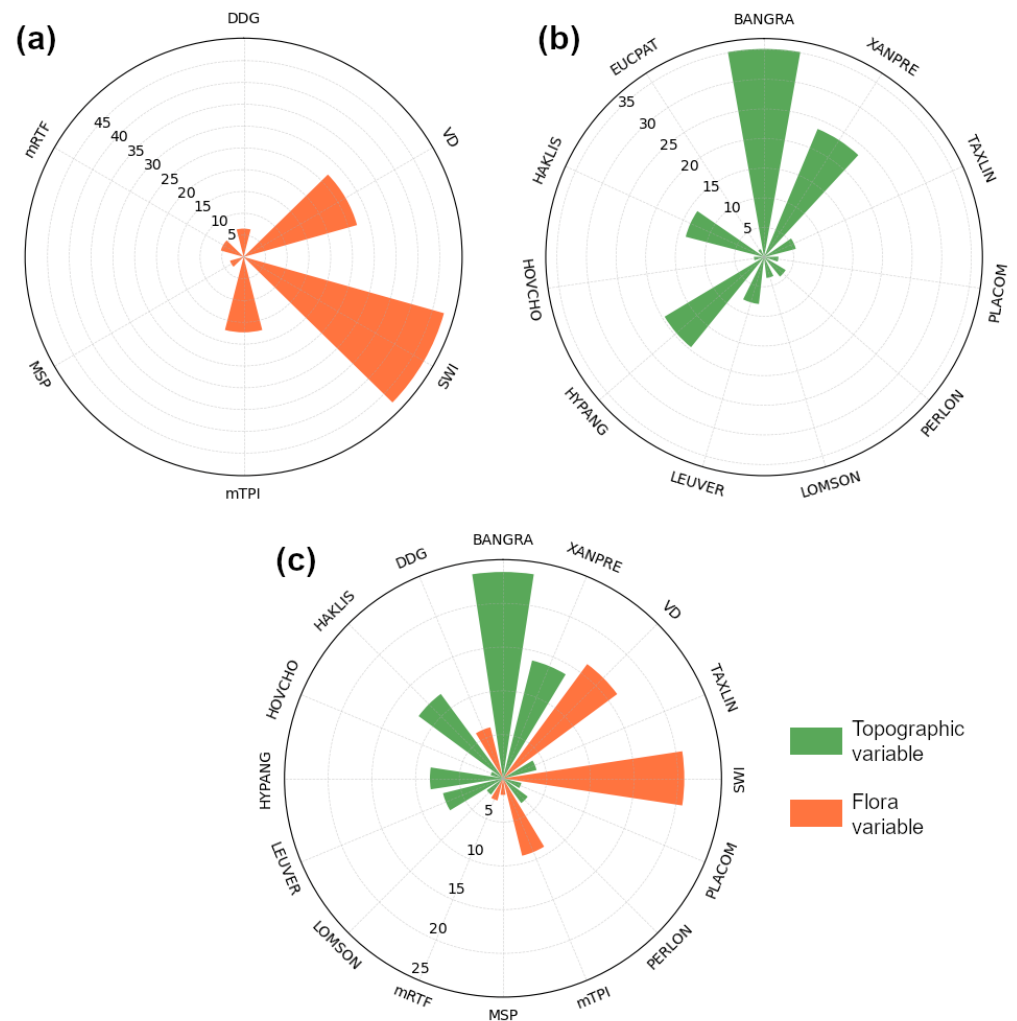 (a)
DDG
VD
SWI
mTPI
MSP
mRTF
45
40
35
30
25
20
15
10
5
(b)
BANGRA
XANPRE
TAXLIN
PLACOM
PERLON
LOMSON
LEUVER
HYPANG
HOVCHO
HAKLIS
EUCPAT
35
30
25
20
15
10
5
(c)
BANGRA
XANPRE
VD
TAXLIN
SWI
PLACOM
PERLON
mTPI
MSP
mRTF
LOMSON
LEUVER
HYPANG
HOVCHO
HAKLIS
DDG
5
10
15
20
25
Topographic
variable
Flora
variable